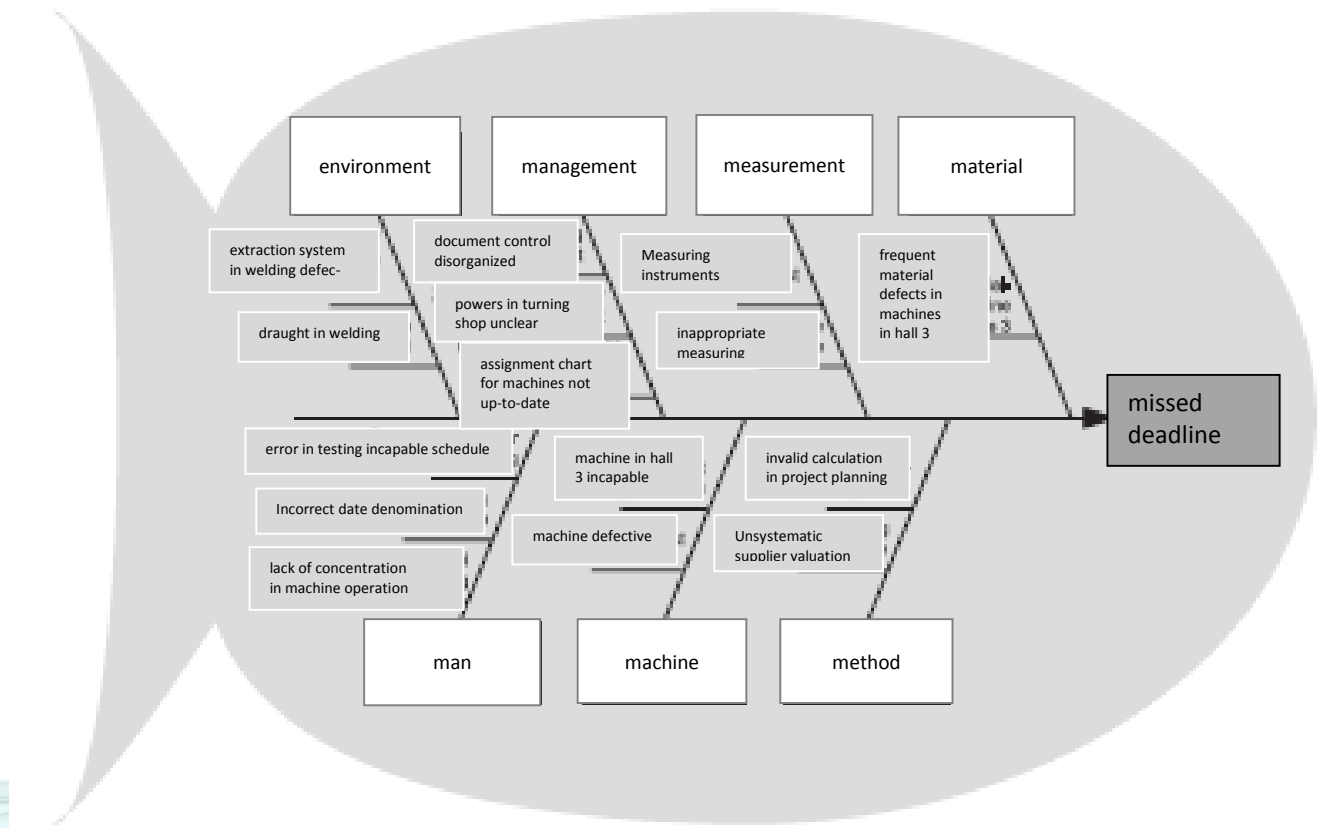 environment
management
measurement
material
extraction system
in welding defec-
draught in welding
document control
disorganized
powers in turning
shop unclear
assignment chart
for machines not
up-to-date
Measuring
instruments
inappropriate
measuring
frequent
material
defects in
machines
in hall 3
missed
deadline
error in testing incapable schedule
Incorrect date denomination
lack of concentration
in machine operation
machine in hall
3 incapable
machine defective
invalid calculation
in project planning
Unsystematic
supplier valuation
man
machine
method